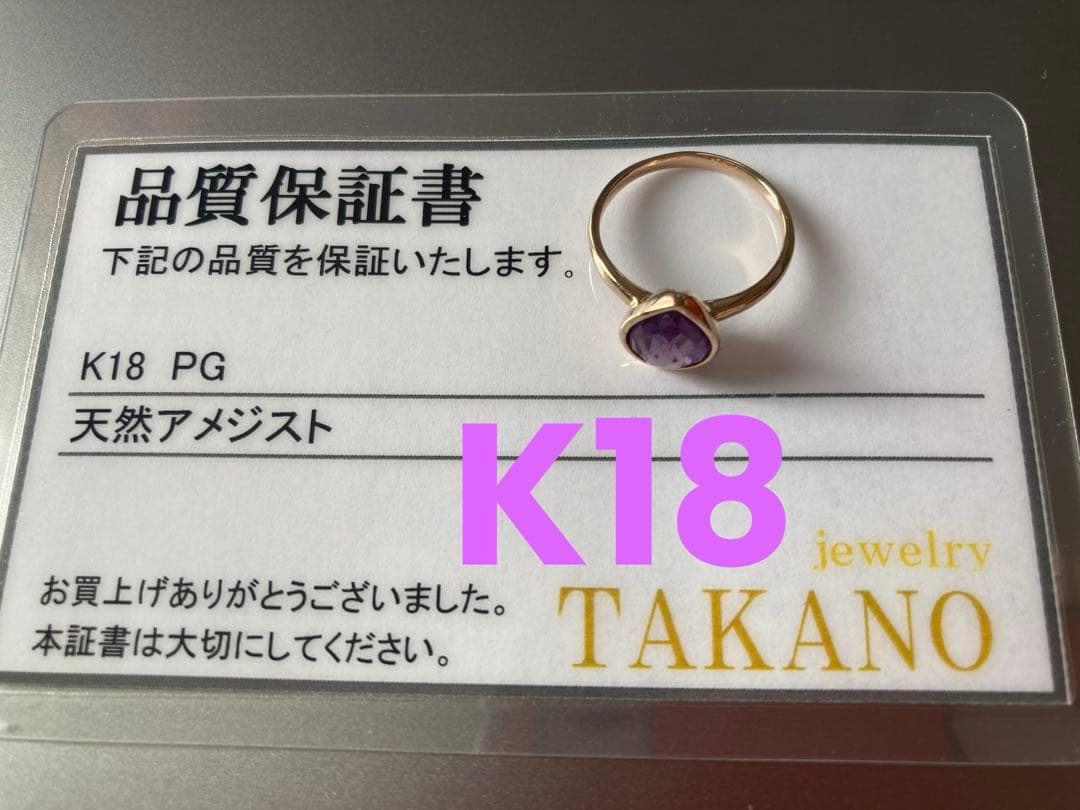 品質保証書
下記の品質を保証いたします。
K18 PG
天然アメジスト
K18
jewelry
TAKANO
お買上げありがとうございました。
本証書は大切にしてください。